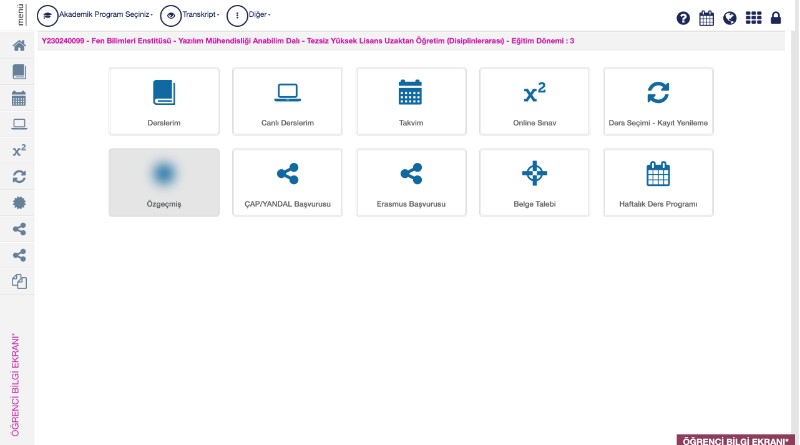 menü
Akademik Program Seçiniz
Transkript
Diğer
Y230240099 - Fen Bilimleri Enstitüsü - Yazılım Mühendisliği Anabilim Dalı - Tezsiz Yüksek Lisans Uzaktan Öğretim (Disiplinlerarası) - Eğitim Dönemi : 3
Derslerim
Canlı Derslerim
Takvim
x²
Online Sınav
Ders Seçimi - Kayıt Yenileme
x²
Özgeçmiş
ÇAP/YANDAL Başvurusu
Erasmus Başvurusu
Belge Talebi
Haftalık Ders Programı
ÖĞRENCİ BİLGİ EKRANI*
ÖĞRENCİ BİLGİ EKRANI*